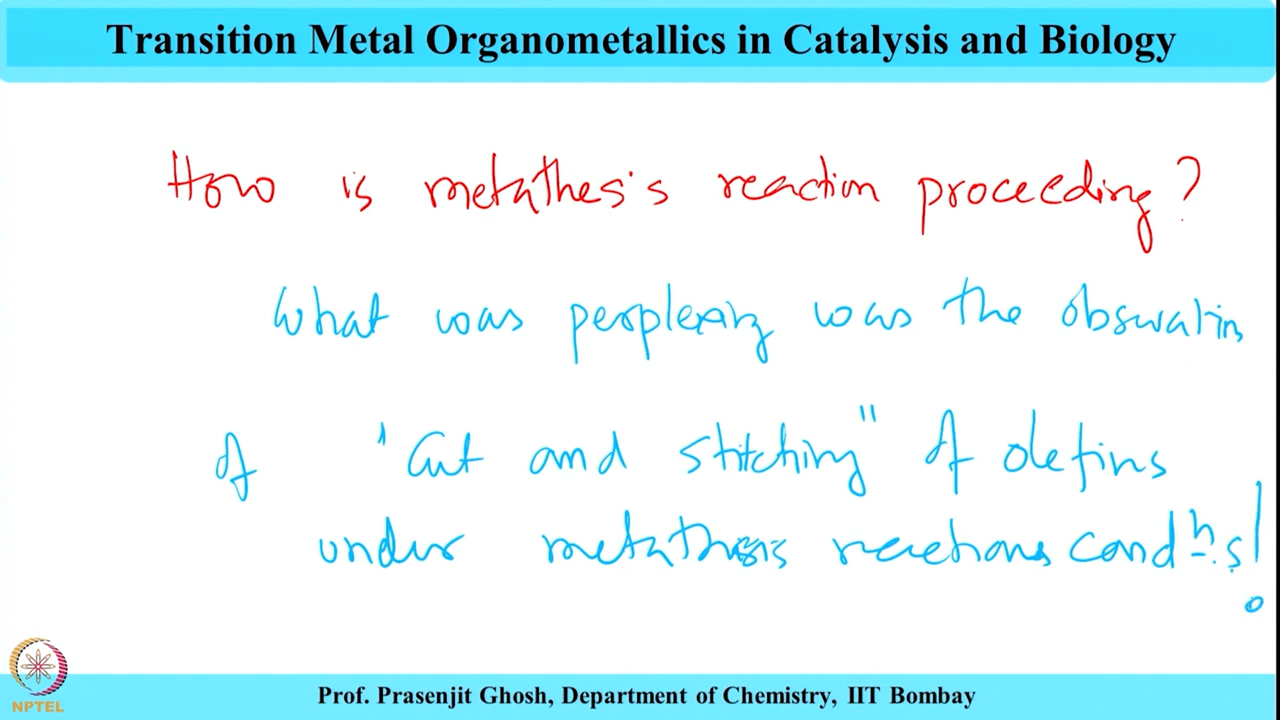 Transition Metal Organometallics in Catalysis and Biology
How is metathesis reaction proceeding?
What was perplexing was the observation
of "Cut and stitching" of olefins
under metathesis reactions condns!
NPTEL
Prof. Prasenjit Ghosh, Department of Chemistry, IIT Bombay